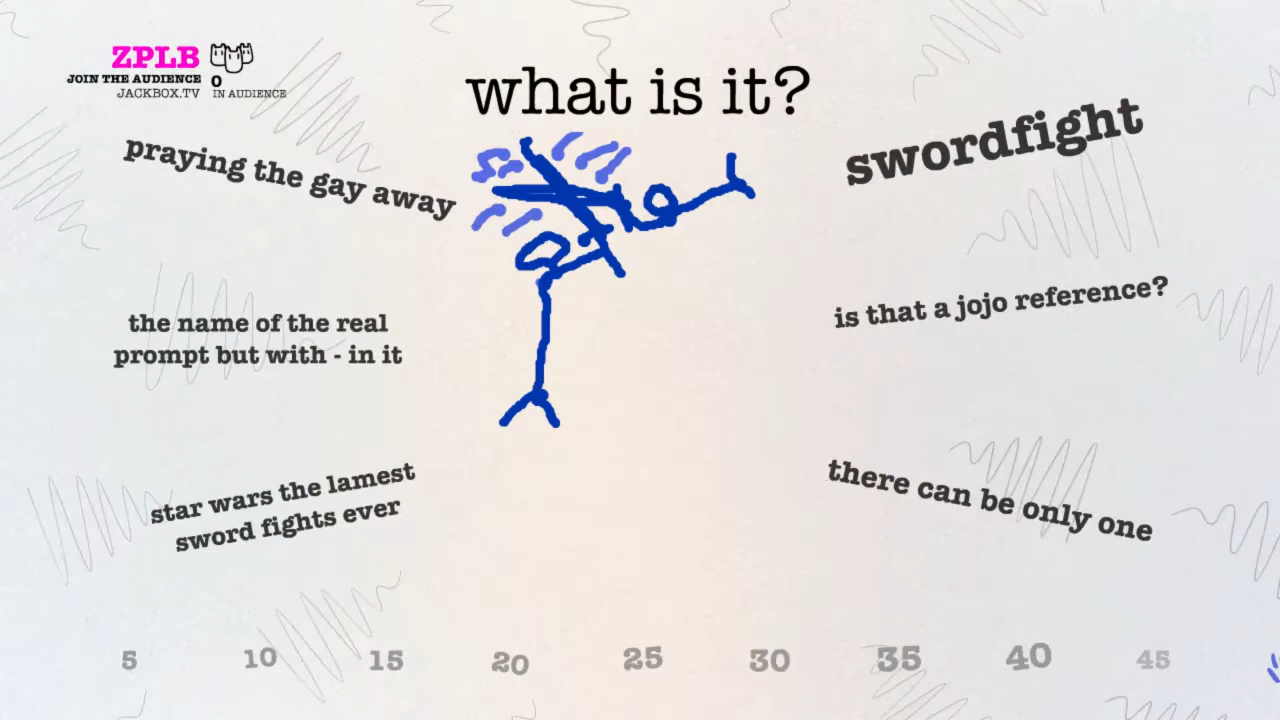 ZPLB
JOIN THE AUDIENCE
JACKBOX.TV
0
IN AUDIENCE
what is it?
praying the gay away
swordfight
the name of the real
prompt but with - in it
is that a jojo reference?
star wars the lamest
sword fights ever
there can be only one
5 10 15 20 25 30 35 40 45